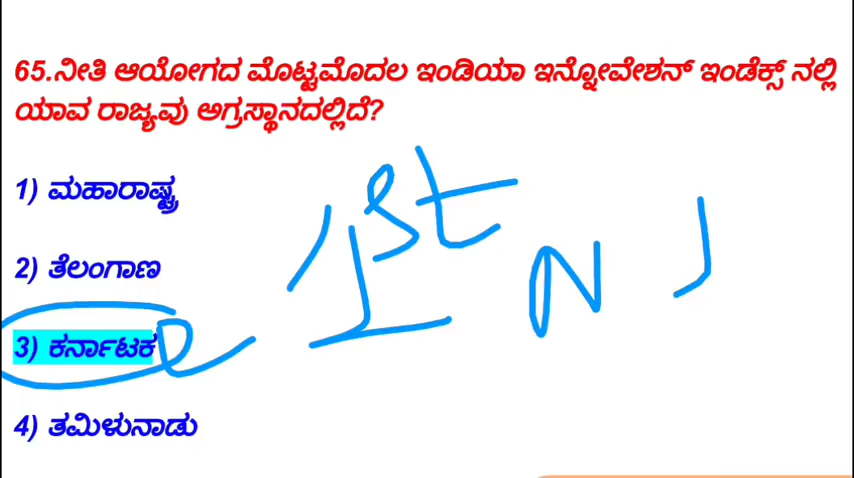 65.ನೀತಿ ಆಯೋಗದ ಮೊಟ್ಟಮೊದಲ ಇಂಡಿಯಾ ಇನ್ನೋವೇಶನ್ ಇಂಡೆಕ್ಸ್ ನಲ್ಲಿ
ಯಾವ ರಾಜ್ಯವು ಅಗ್ರಸ್ಥಾನದಲ್ಲಿದೆ?
1) ಮಹಾರಾಷ್ಟ್ರ
1st
2) ತೆಲಂಗಾಣ
N
3) ಕರ್ನಾಟಕ
4) ತಮಿಳುನಾಡು